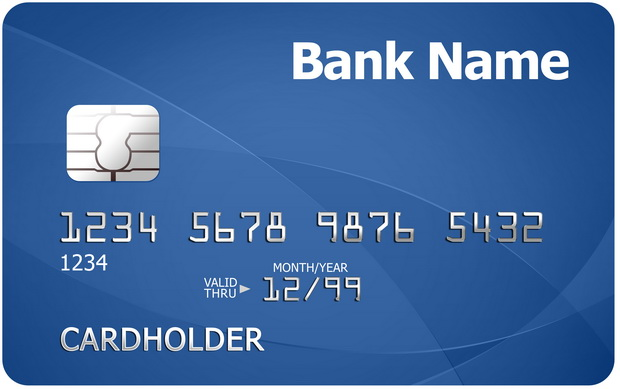 Bank Name
1234 5678 9876 5432
1234
MONTH/YEAR
VALID
THRU
12/99
CARDHOLDER